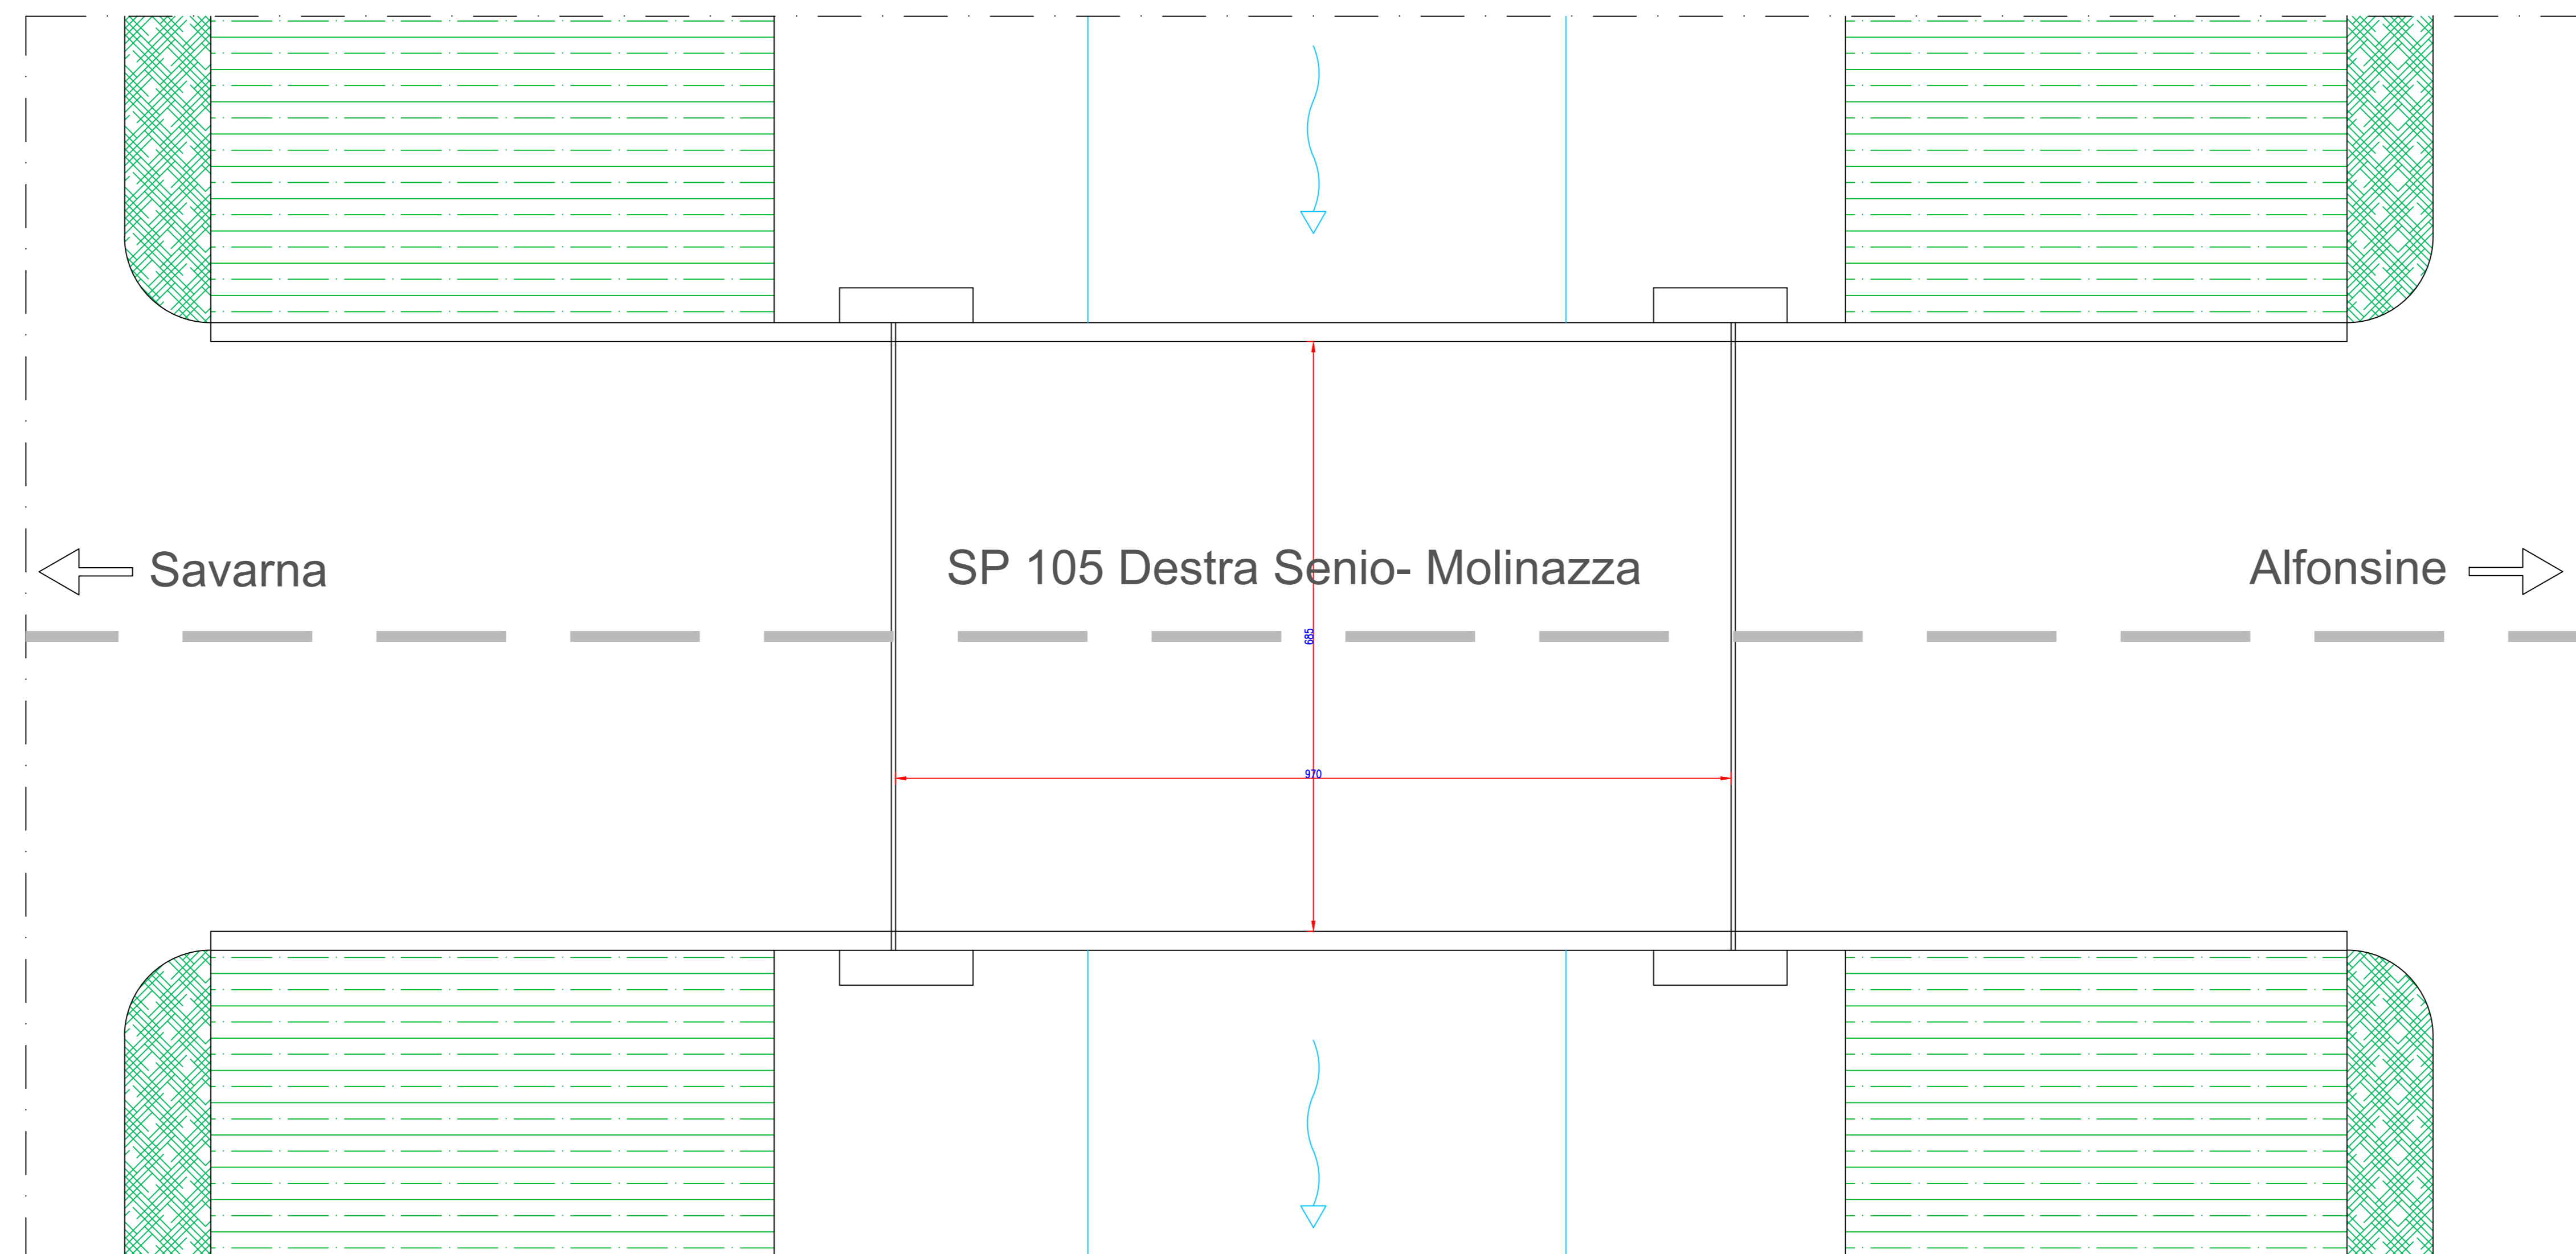 Savarna
SP 105 Destra Senio- Molinazza
Alfonsine
685
970